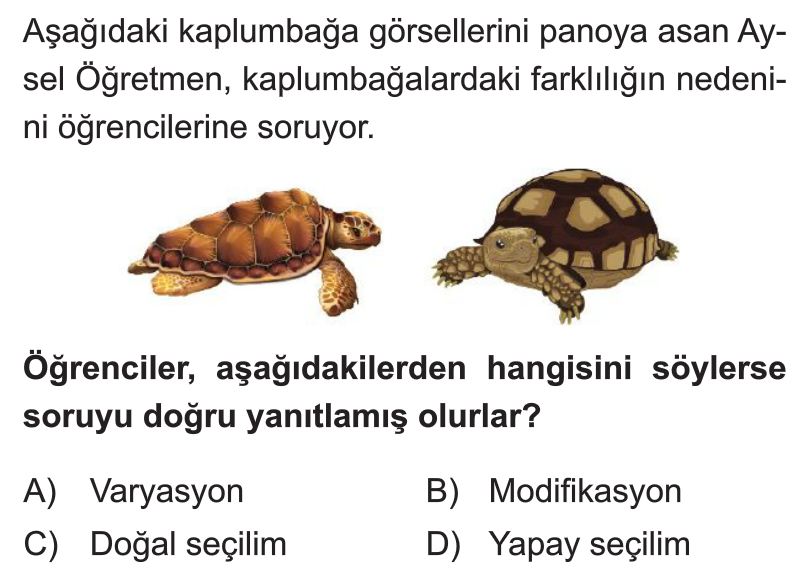 Aşağıdaki kaplumbağa görsellerini panoya asan Ay-
sel Öğretmen, kaplumbağalardaki farklılığın nedeni-
ni öğrencilerine soruyor.
Öğrenciler, aşağıdakilerden hangisini söylerse
soruyu doğru yanıtlamış olurlar?
A) Varyasyon B) Modifikasyon
C) Doğal seçilim D) Yapay seçilim